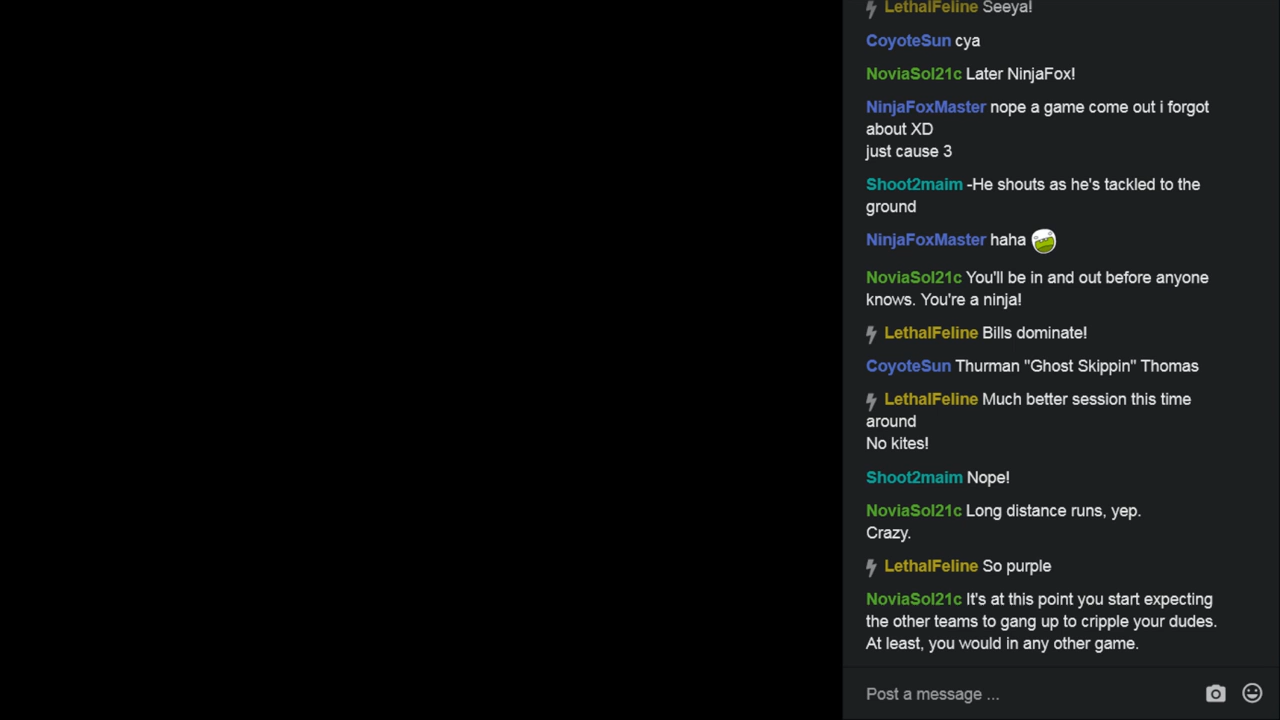 LethalFeline Seeya!
CoyoteSun cya
NoviaSol21c Later NinjaFox!
NinjaFoxMaster nope a game come out i forgot
about XD
just cause 3
Shoot2maim -He shouts as he's tackled to the
ground
NinjaFoxMaster haha
NoviaSol21c You'll be in and out before anyone
knows. You're a ninja!
LethalFeline Bills dominate!
CoyoteSun Thurman "Ghost Skippin" Thomas
LethalFeline Much better session this time
around
No kites!
Shoot2maim Nope!
NoviaSol21c Long distance runs, yep.
Crazy.
LethalFeline So purple
NoviaSol21c It's at this point you start expecting
the other teams to gang up to cripple your dudes.
At least, you would in any other game.
Post a message ...